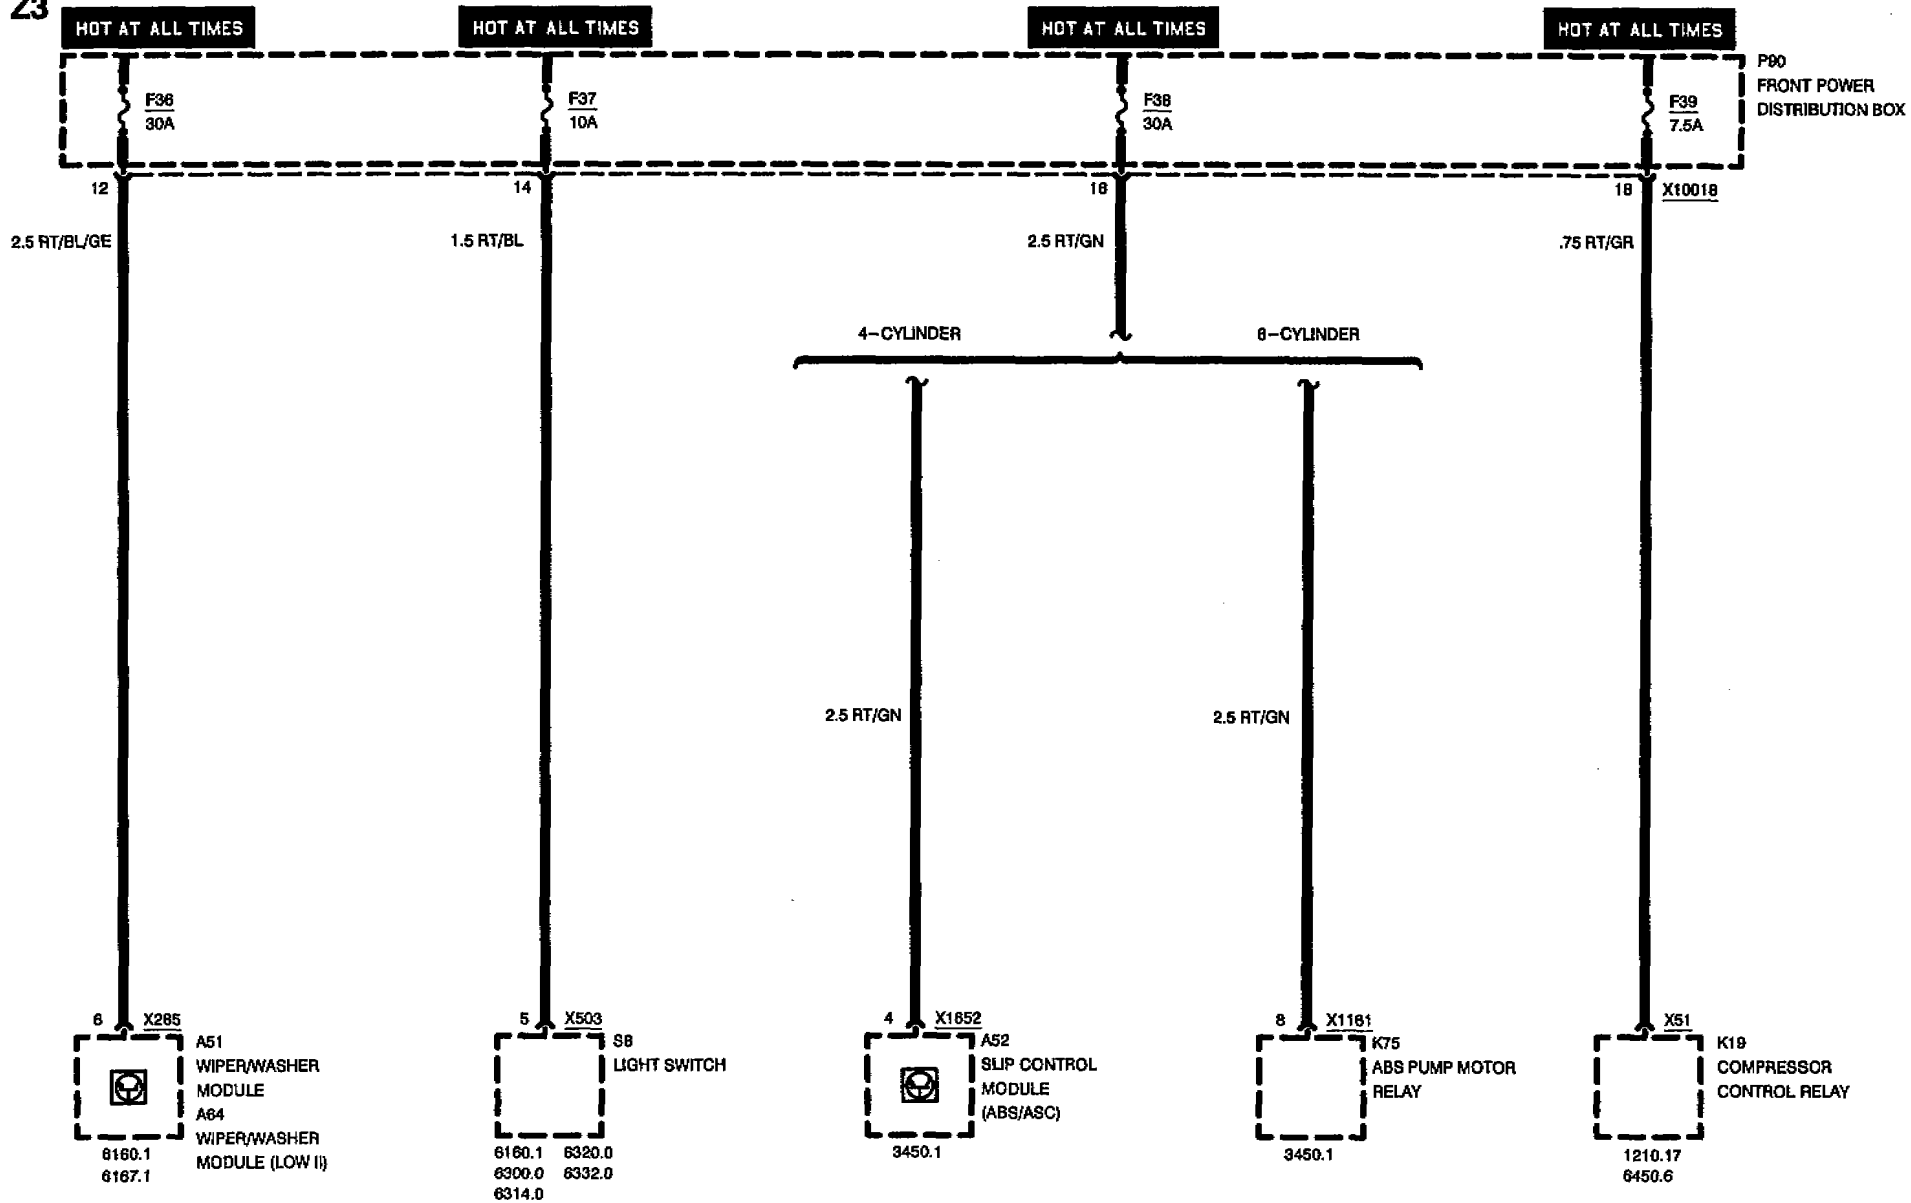 Z3
HOT AT ALL TIMES
HOT AT ALL TIMES
HOT AT ALL TIMES
HOT AT ALL TIMES
P90
FRONT POWER
DISTRIBUTION BOX
F36
30A
F37
10A
F38
30A
F39
7.5A
12
14
16
18
X10018
2.5 RT/BL/GE
1.5 RT/BL
2.5 RT/GN
.75 RT/GR
4-CYLINDER
6-CYLINDER
2.5 RT/GN
2.5 RT/GN
6
X285
5
X503
4
X1652
8
X1181
X51
A51
WIPER/WASHER
MODULE
A64
WIPER/WASHER
MODULE (LOW II)
6160.1
6167.1
S8
LIGHT SWITCH
6160.1
6320.0
6300.0
6332.0
6314.0
A52
SLIP CONTROL
MODULE
(ABS/ASC)
3450.1
K75
ABS PUMP MOTOR
RELAY
3450.1
K19
COMPRESSOR
CONTROL RELAY
1210.17
6450.6